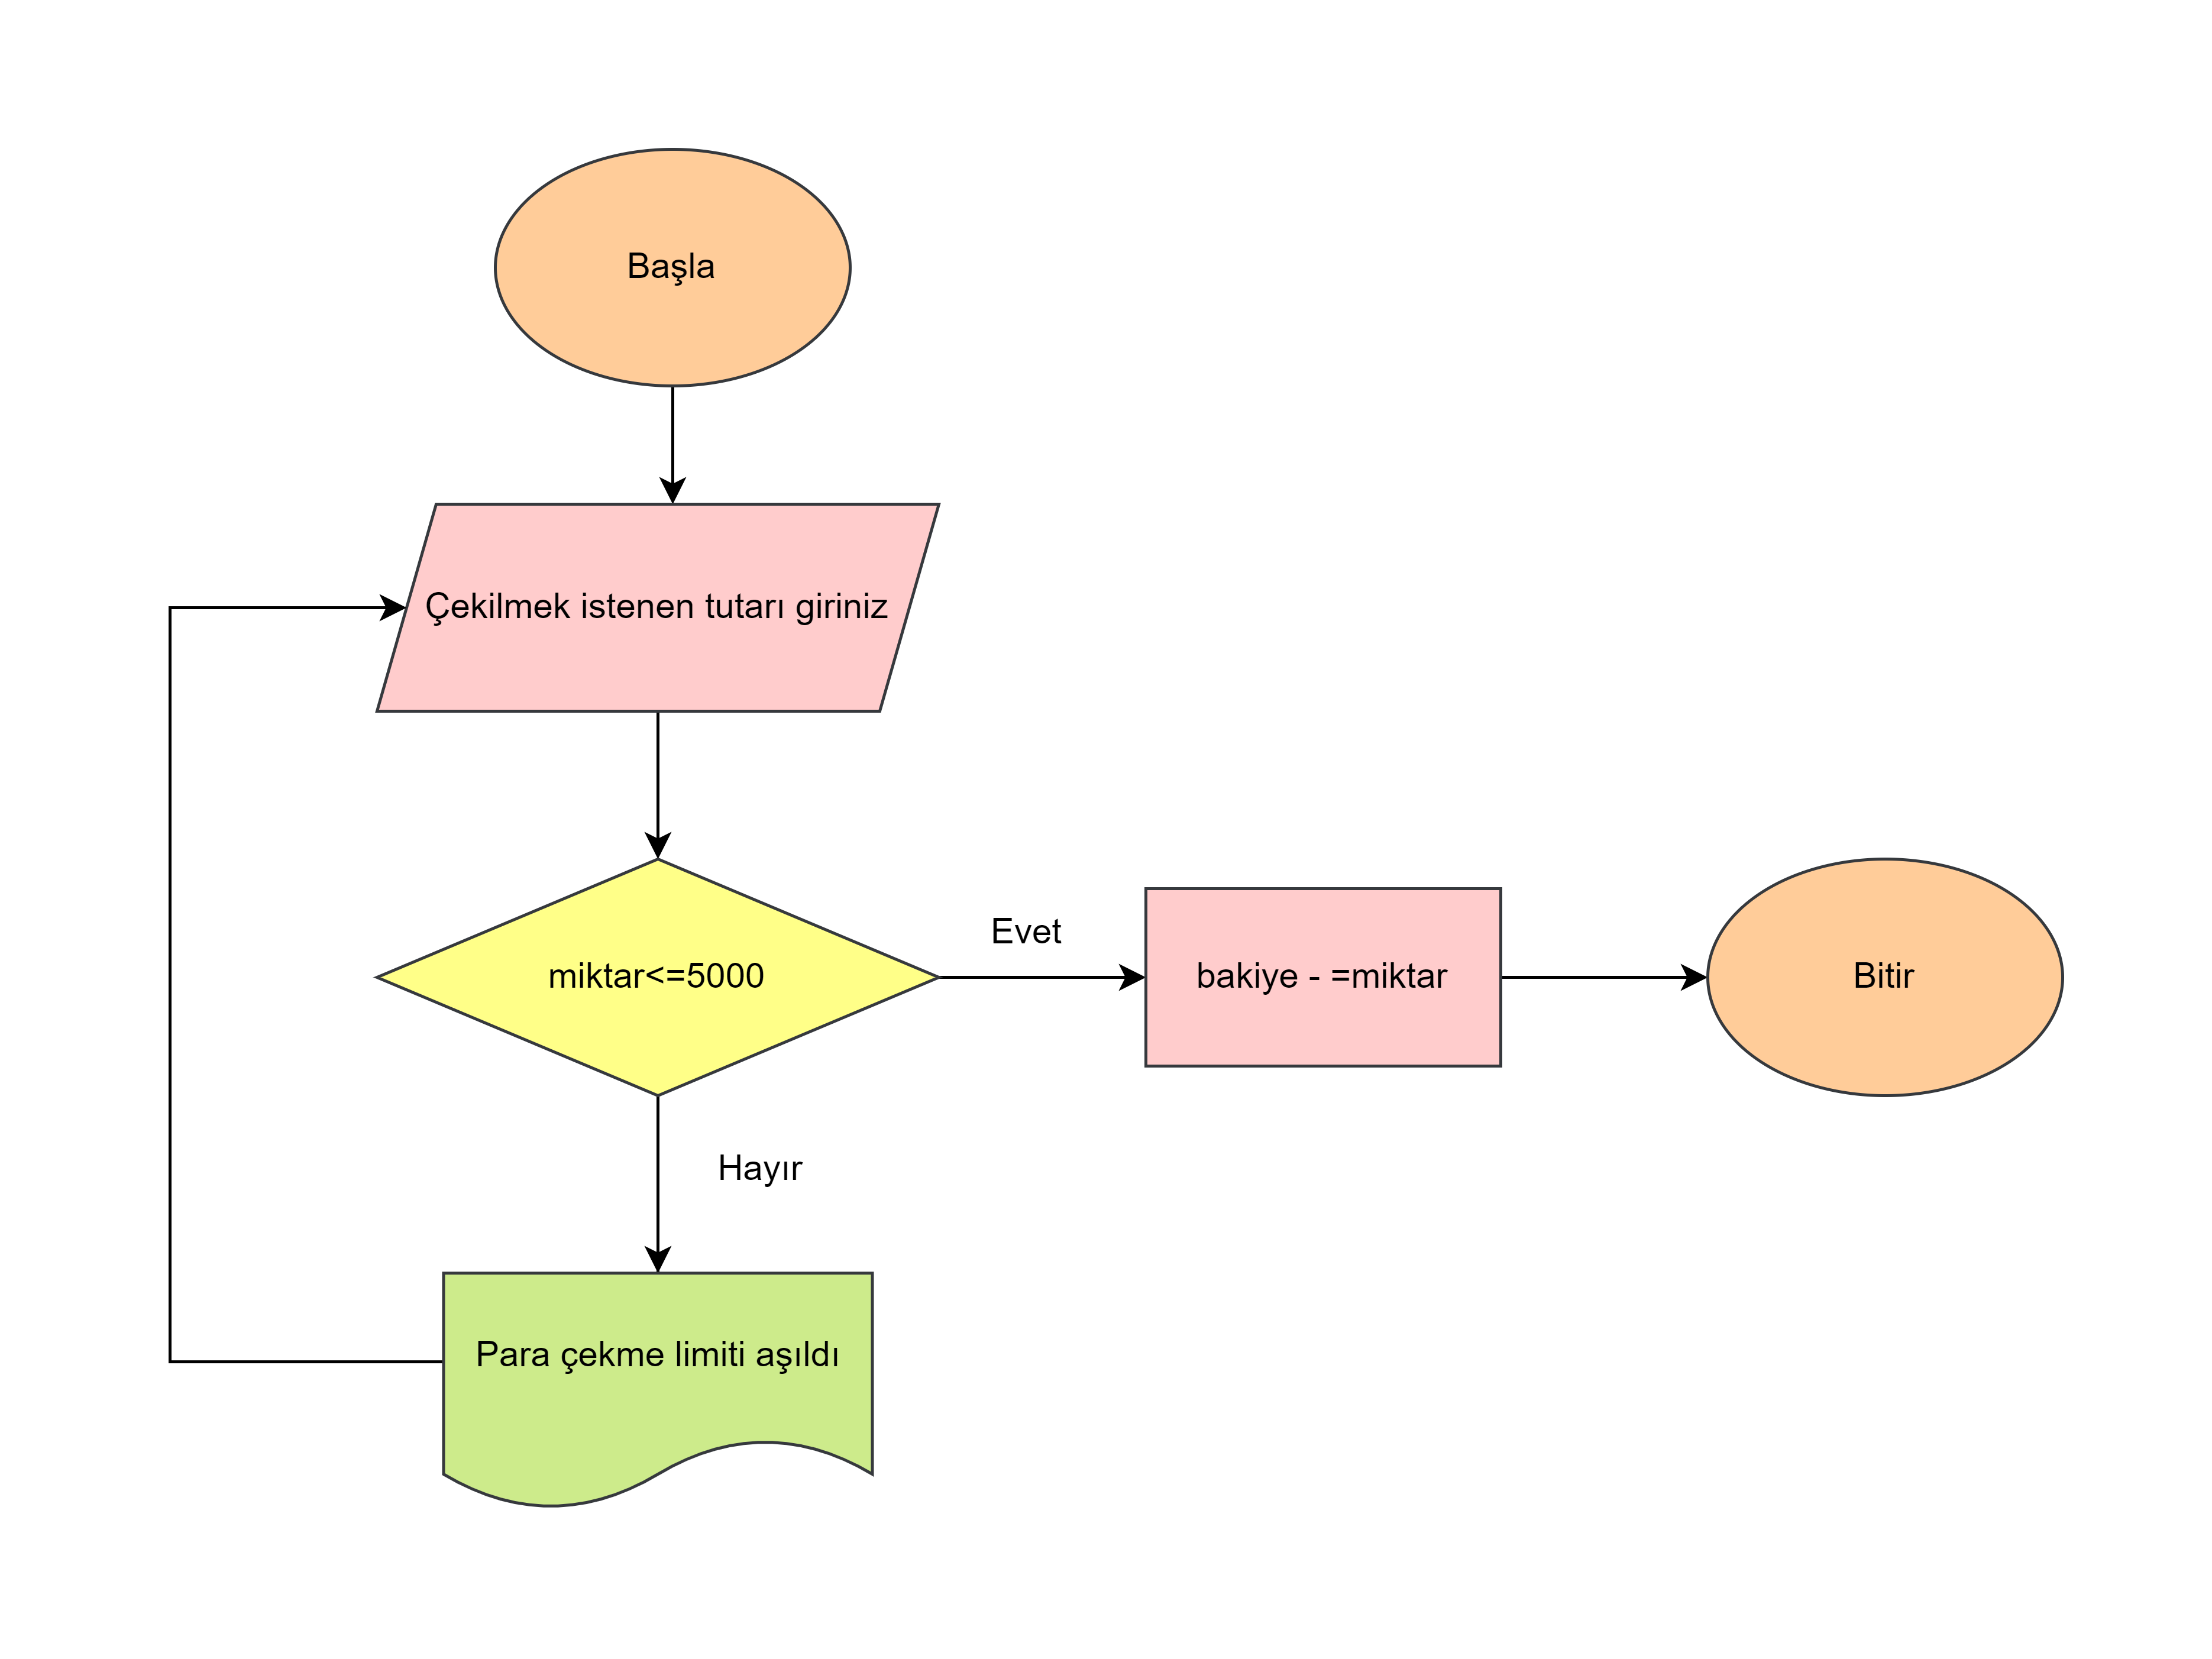 Başla
Çekilmek istenen tutarı giriniz
miktar<=5000
Evet
bakiye - =miktar
Bitir
Hayır
Para çekme limiti aşıldı